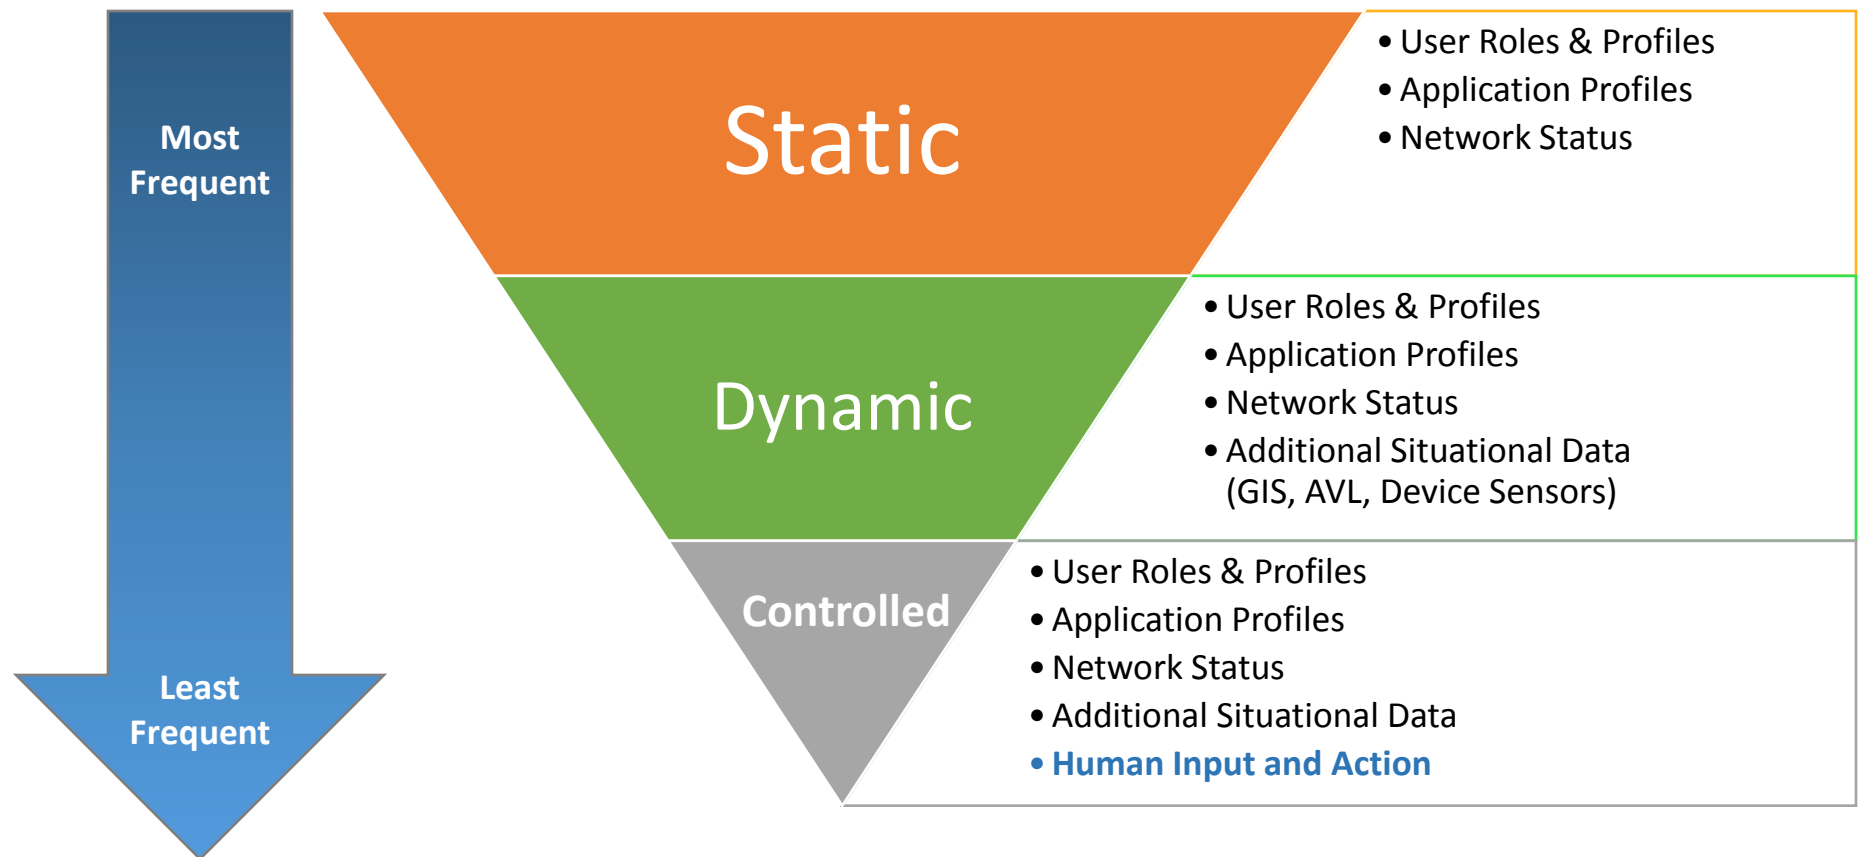 Most
Frequent
Least
Frequent
Static
• User Roles & Profiles
• Application Profiles
• Network Status
Dynamic
• User Roles & Profiles
• Application Profiles
• Network Status
• Additional Situational Data
(GIS, AVL, Device Sensors)
Controlled
• User Roles & Profiles
• Application Profiles
• Network Status
• Additional Situational Data
• Human Input and Action